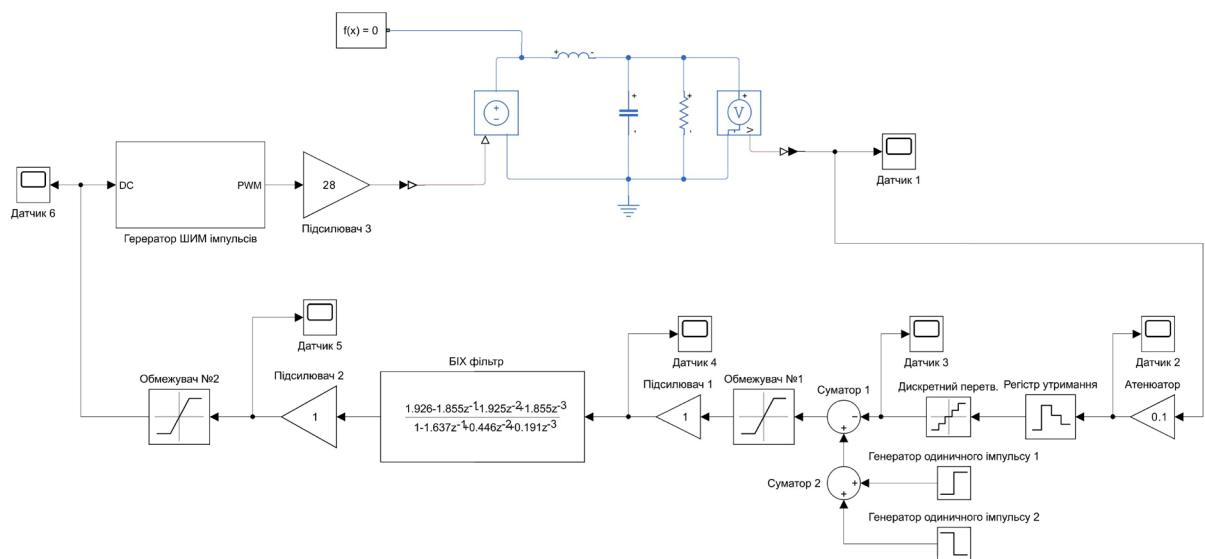 f(x) = 0
+
-
+
-
+
-
+
-
+
V
-
V
Датчик 1
Датчик 6
DC
PWM
Герератор ШИМ імпульсів
28
Підсилювач 3
Датчик 5
Датчик 4
Датчик 3
Датчик 2
Обмежувач №2
Підсилювач 2
1
БІХ фільтр
1.926-1.855z-1-1.925z-2+1.855z-3
1-1.637z-1+0.446z-2+0.191z-3
Підсилювач 1
1
Обмежувач №1
Суматор 1
-
+
Дискретний перетв.
Регістр утримання
Атенюатор
0.1
Генератор одиничного імпульсу 1
Суматор 2
+
+
Генератор одиничного імпульсу 2